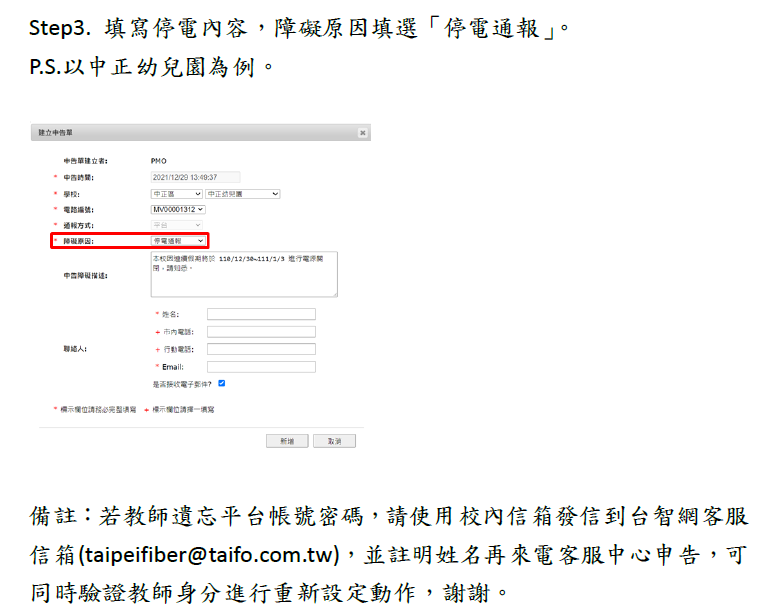 Step3. 填寫停電內容，障礙原因填選「停電通報」。
P.S.以中正幼兒園為例。
建立申告單
申告單建立者: PMO
* 申告時間: 2021/12/29 13:49:37
* 學校: 中正區 中正幼兒園
* 電路編號: MV00001312
* 通報方式: 平台
* 障礙原因: 停電通報
申告障礙描述: 本校因連續假期將於 110/12/30~111/1/3 進行電源關
閉，請知悉。
* 姓名:
+ 市內電話:
聯絡人: + 行動電話:
* Email:
是否接收電子郵件?
* 標示欄位請務必完整填寫 + 標示欄位請擇一填寫
新增 取消
備註：若教師遺忘平台帳號密碼，請使用校內信箱發信到台智網客服
信箱(taipeifiber@taifo.com.tw)，並註明姓名再來電客服中心申告，可
同時驗證教師身分進行重新設定動作，謝謝。